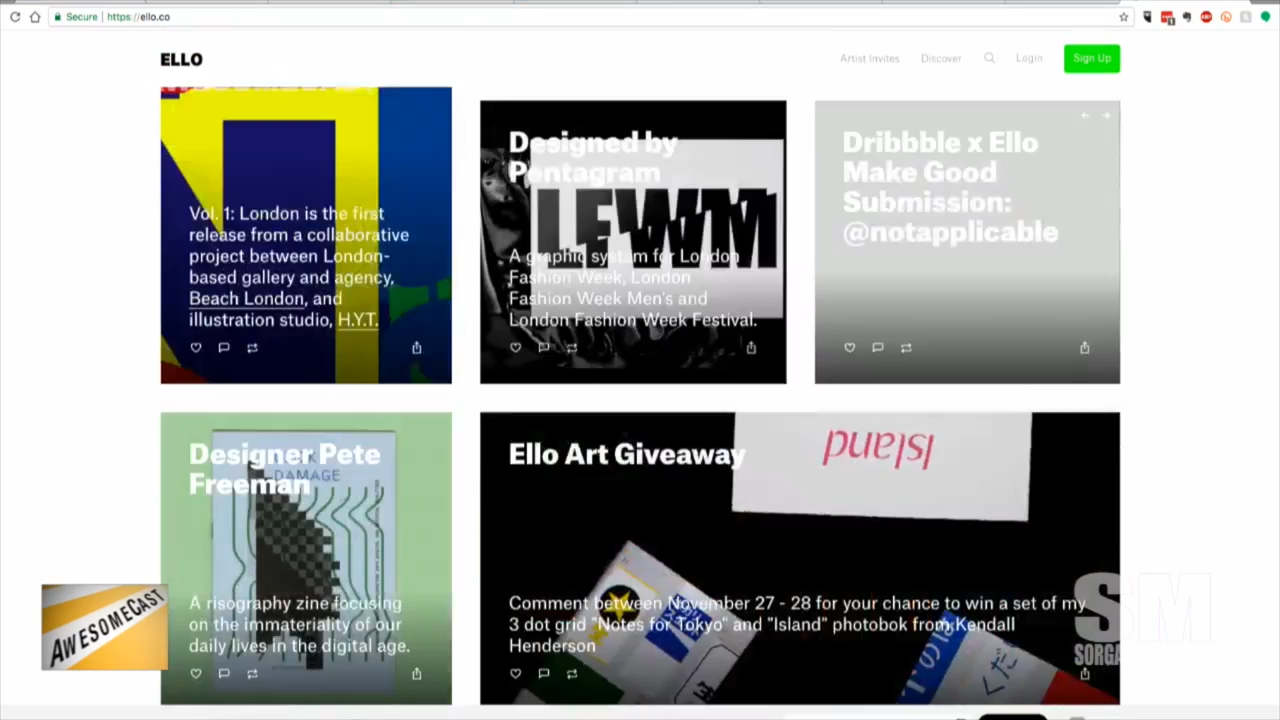 Secure https://ello.co
ELLO
Artist Invites Discover Login Sign Up
Vol. 1: London is the first
release from a collaborative
project between London-
based gallery and agency,
Beach London, and
illustration studio, H.Y.T.
Designed by
Pentagram
LFWM
A graphic system for London
Fashion Week, London
Fashion Week Men's and
London Fashion Week Festival.
Dribbble x Ello
Make Good
Submission:
@notapplicable
Designer Pete
Freeman
DAMAGE
A risography zine focusing
on the immateriality of our
daily lives in the digital age.
Ello Art Giveaway
Island
Comment between November 27 - 28 for your chance to win a set of my
3 dot grid "Notes for Tokyo" and "Island" photobok from Kendall
Henderson
AWESOMECAST
SM
SORGA